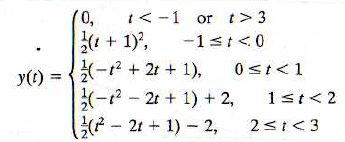 0, t < −1 or t > 3
½(t + 1)², −1 ≤ t < 0
y(t) = ½(−t² + 2t + 1), 0 ≤ t < 1
½(−t² − 2t + 1) + 2, 1 ≤ t < 2
½(t² − 2t + 1) − 2, 2 ≤ t < 3